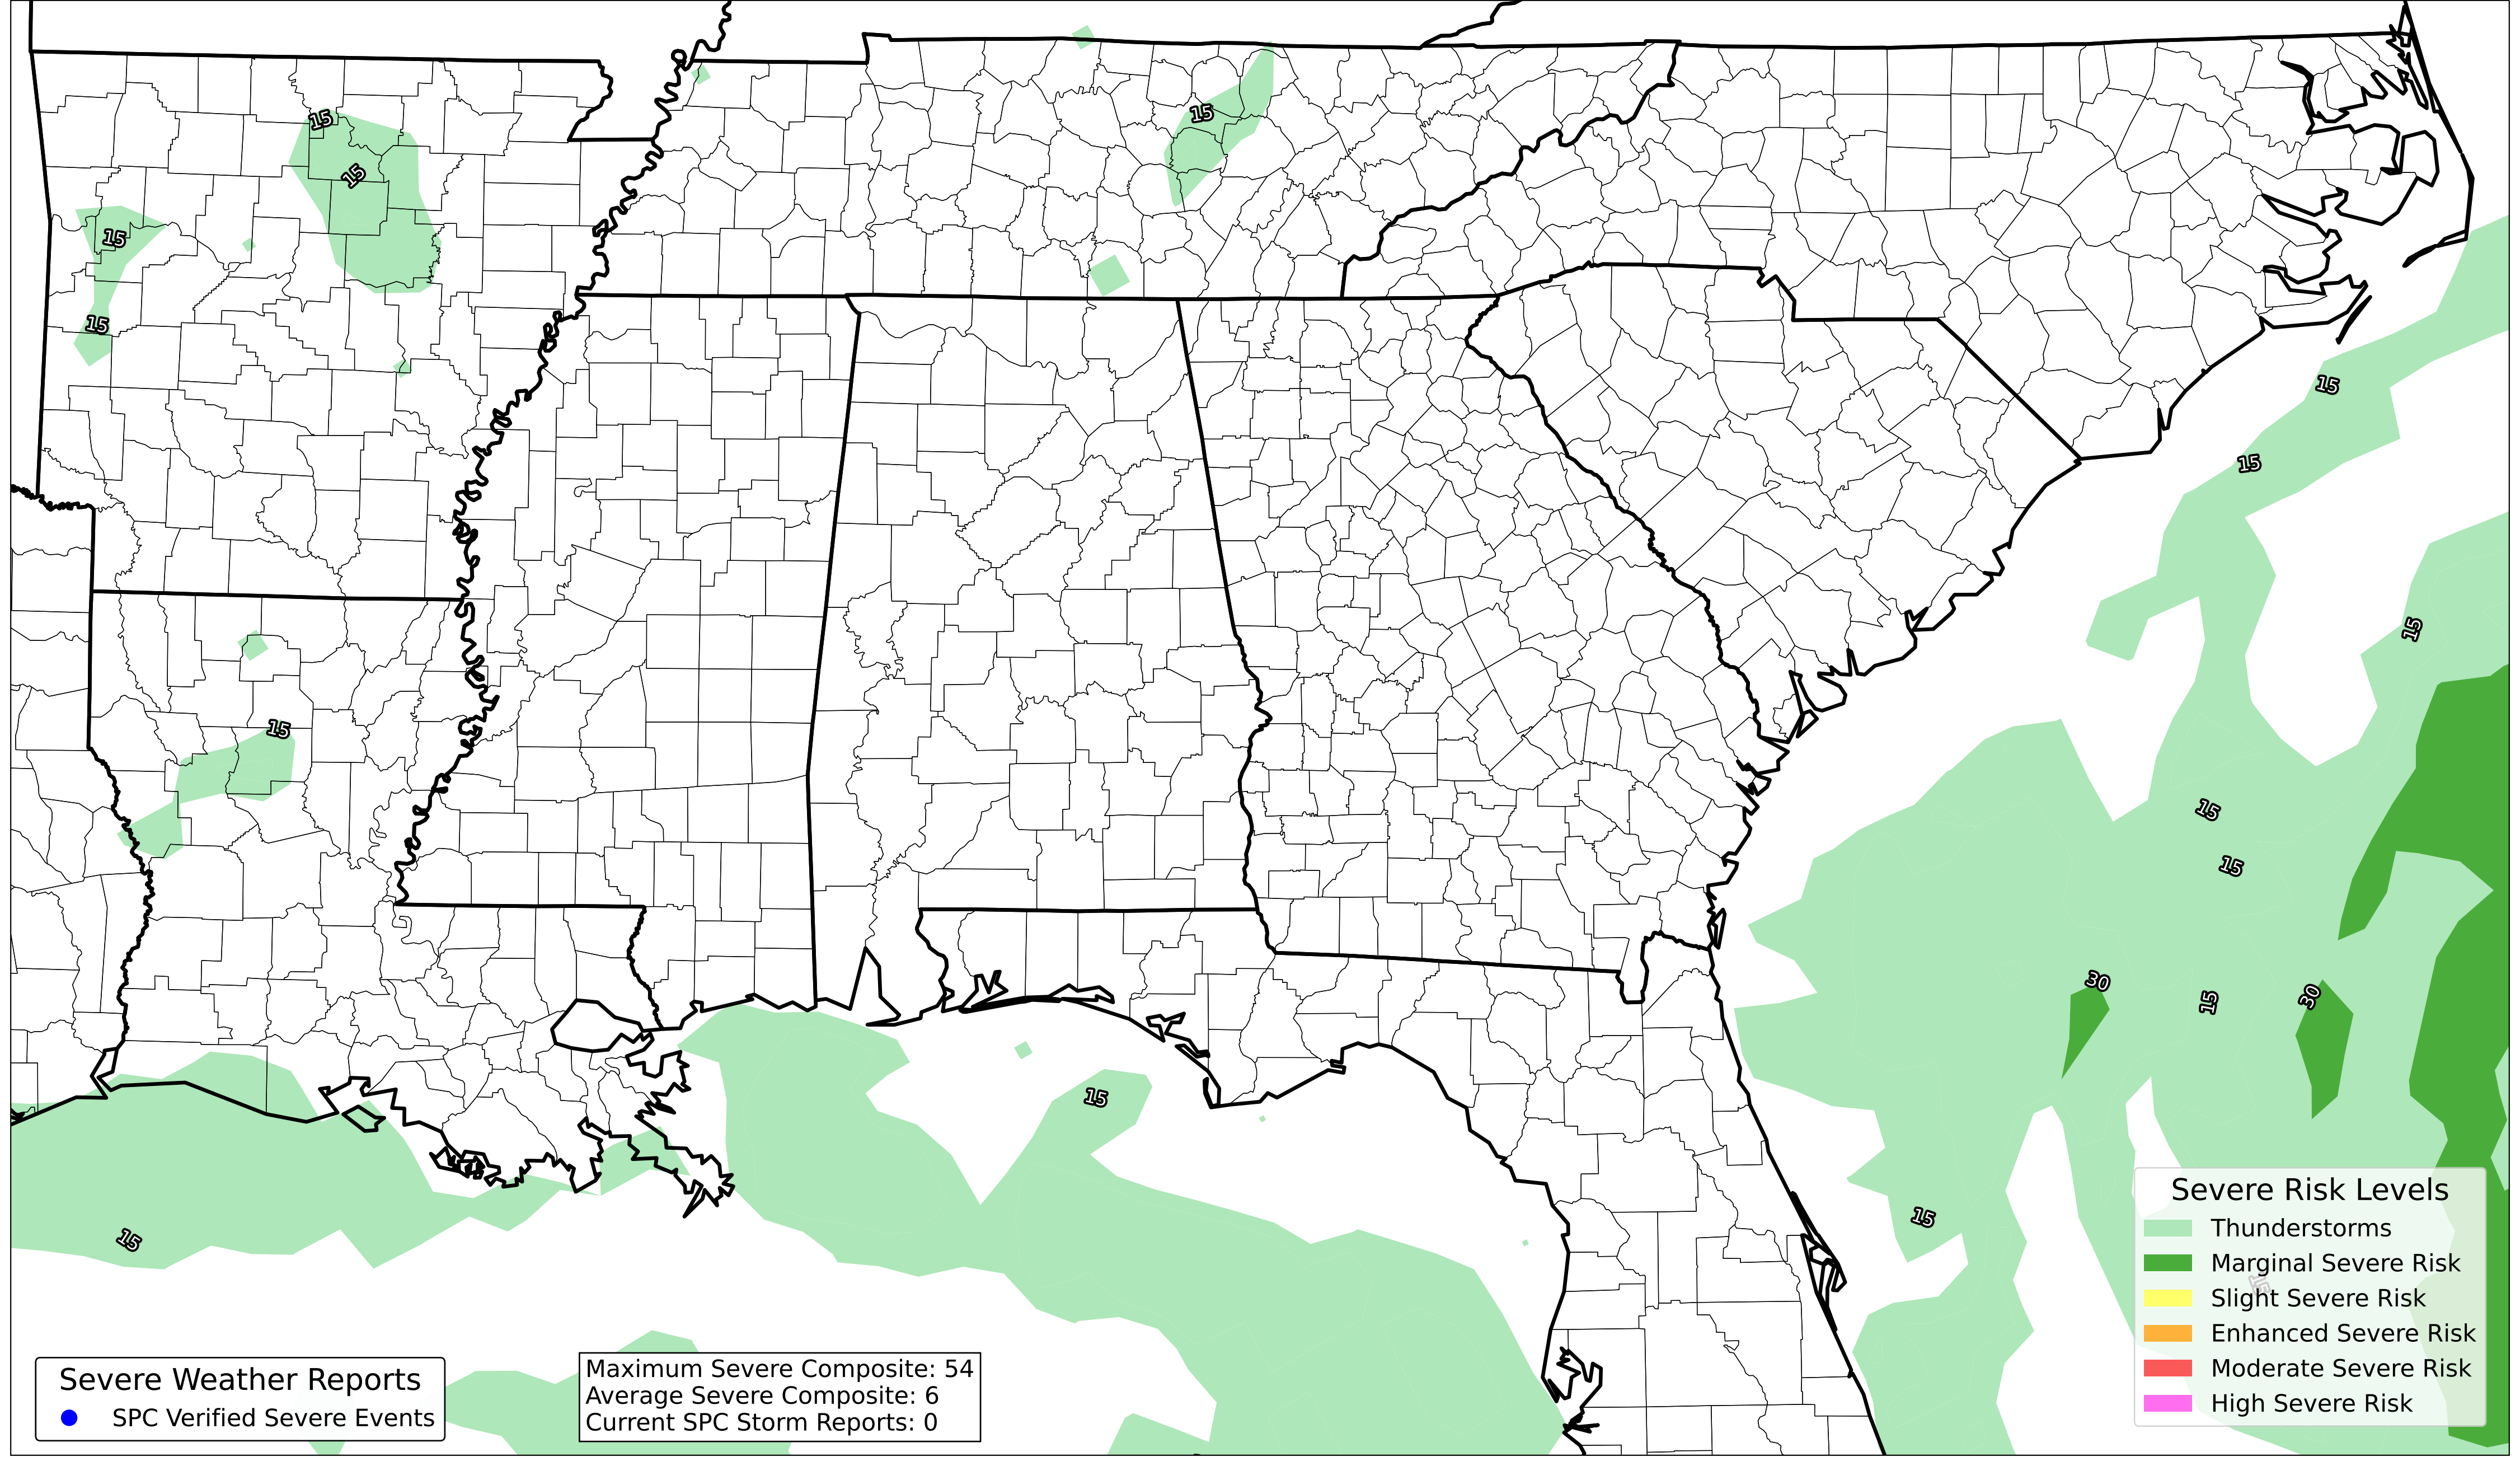 15
15
15
15
15
15
15
15
15
15
15
30
15
30
15
15
15
15
Severe Risk Levels
Thunderstorms
Marginal Severe Risk
Slight Severe Risk
Enhanced Severe Risk
Moderate Severe Risk
High Severe Risk
Severe Weather Reports
SPC Verified Severe Events
Maximum Severe Composite: 54
Average Severe Composite: 6
Current SPC Storm Reports: 0